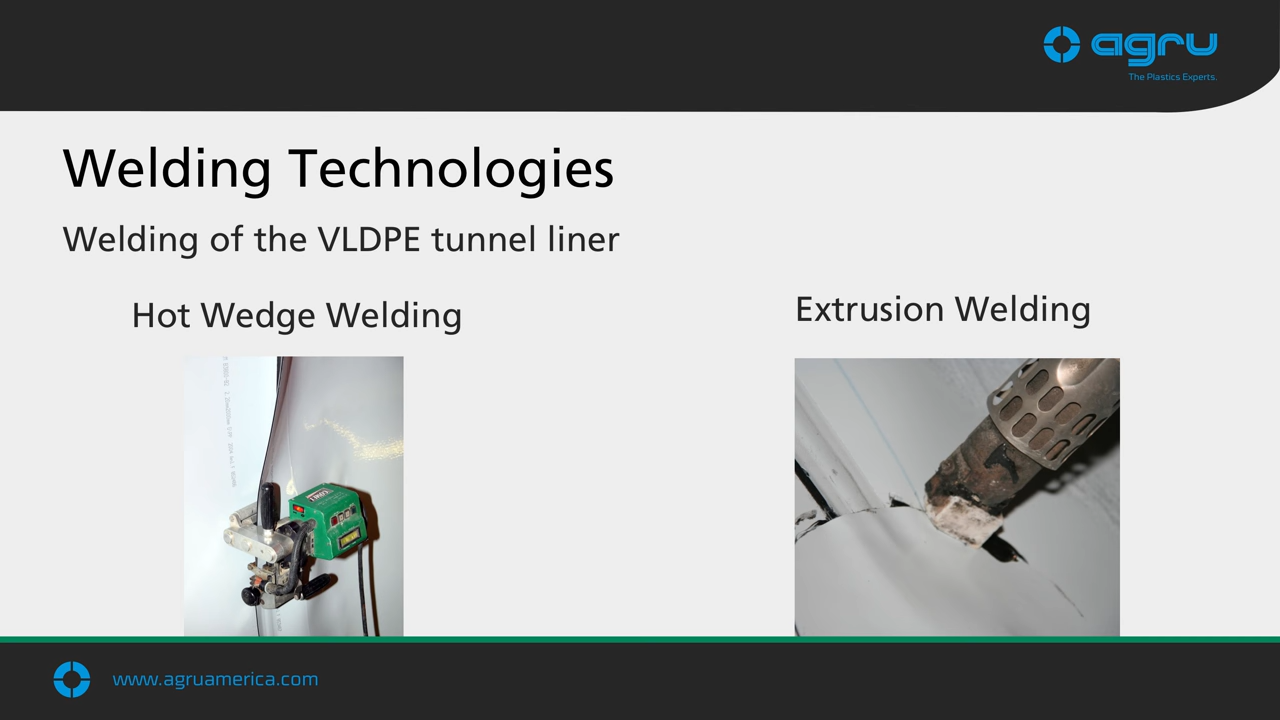 agru
The Plastics Experts.
Welding Technologies
Welding of the VLDPE tunnel liner
Hot Wedge Welding
Extrusion Welding
www.agruamerica.com